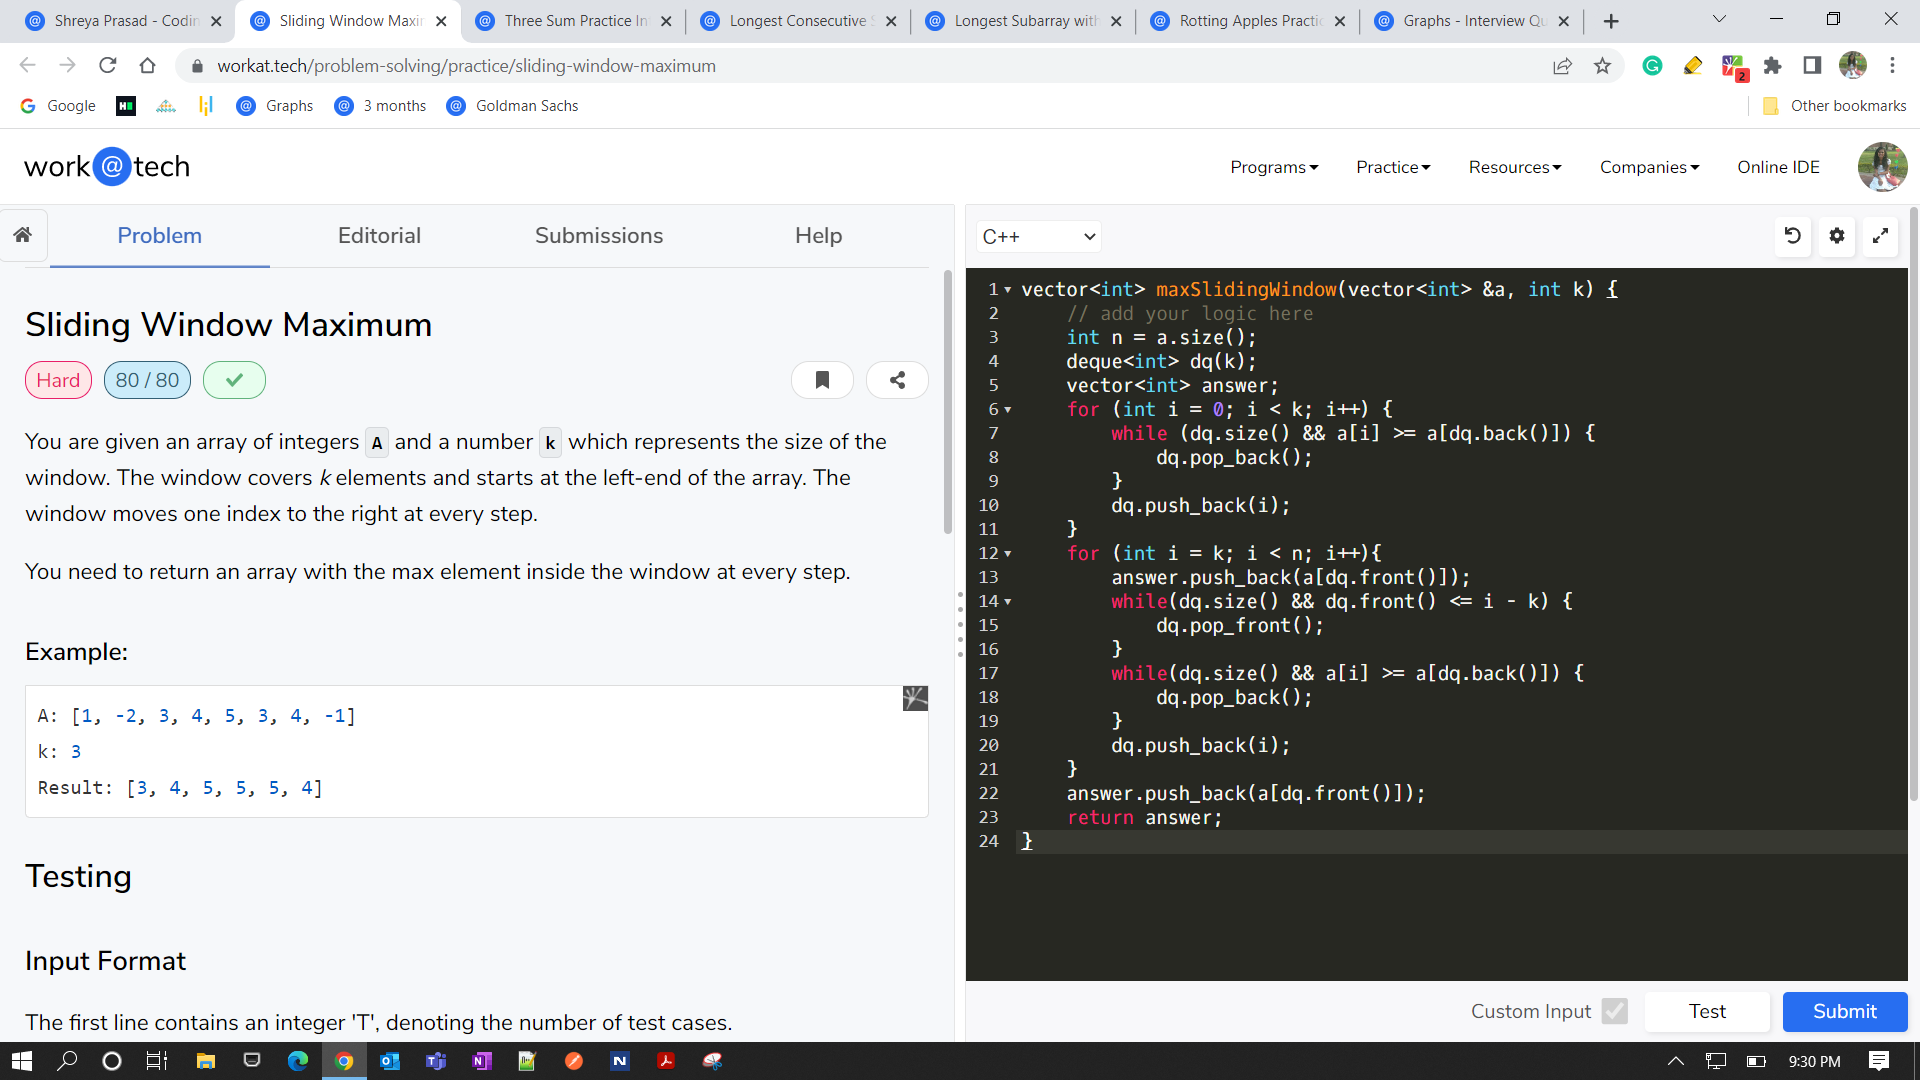 Shreya Prasad - Codin
Sliding Window Maxi
Three Sum Practice In
Longest Consecutive S
Longest Subarray with
Rotting Apples Practic
Graphs - Interview Qu
workat.tech/problem-solving/practice/sliding-window-maximum
2
Google
Graphs
3 months
Goldman Sachs
Other bookmarks
work@tech
Programs
Practice
Resources
Companies
Online IDE
Problem
Editorial
Submissions
Help
Sliding Window Maximum
Hard
80 / 80
You are given an array of integers A and a number k which represents the size of the
window. The window covers k elements and starts at the left-end of the array. The
window moves one index to the right at every step.
You need to return an array with the max element inside the window at every step.
Example:
A: [1, -2, 3, 4, 5, 3, 4, -1]
k: 3
Result: [3, 4, 5, 5, 5, 4]
Testing
Input Format
The first line contains an integer 'T', denoting the number of test cases.
C++
1 vector<int> maxSlidingWindow(vector<int> &a, int k) {
2 // add your logic here
3 int n = a.size();
4 deque<int> dq(k);
5 vector<int> answer;
6 for (int i = 0; i < k; i++) {
7 while (dq.size() && a[i] >= a[dq.back()]) {
8 dq.pop_back();
9 }
10 dq.push_back(i);
11 }
12 for (int i = k; i < n; i++){
13 answer.push_back(a[dq.front()]);
14 while(dq.size() && dq.front() <= i - k) {
15 dq.pop_front();
16 }
17 while(dq.size() && a[i] >= a[dq.back()]) {
18 dq.pop_back();
19 }
20 dq.push_back(i);
21 }
22 answer.push_back(a[dq.front()]);
23 return answer;
24 }
Custom Input
Test
Submit
9:30 PM